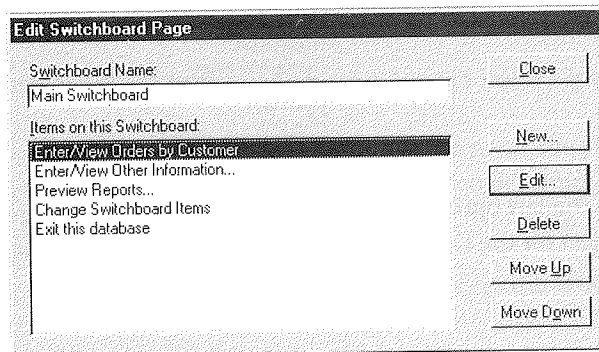 Edit Switchboard Page
Switchboard Name:
Main Switchboard
Items on this Switchboard:
Enter/View Orders by Customer
Enter/View Other Information...
Preview Reports...
Change Switchboard Items
Exit this database
Close
New...
Edit...
Delete
Move Up
Move Down